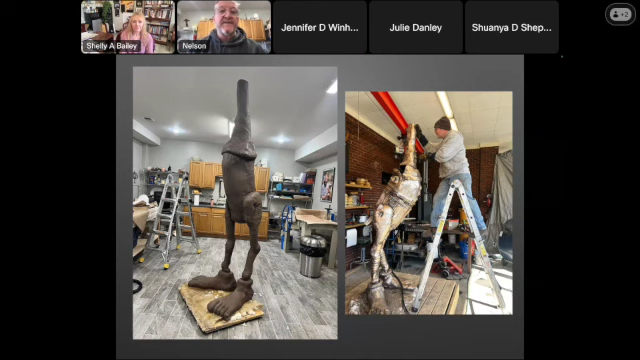 Shelly A Bailey
Nelson
Jennifer D Winh...
Julie Danley
Shuanya D Shep...
+2